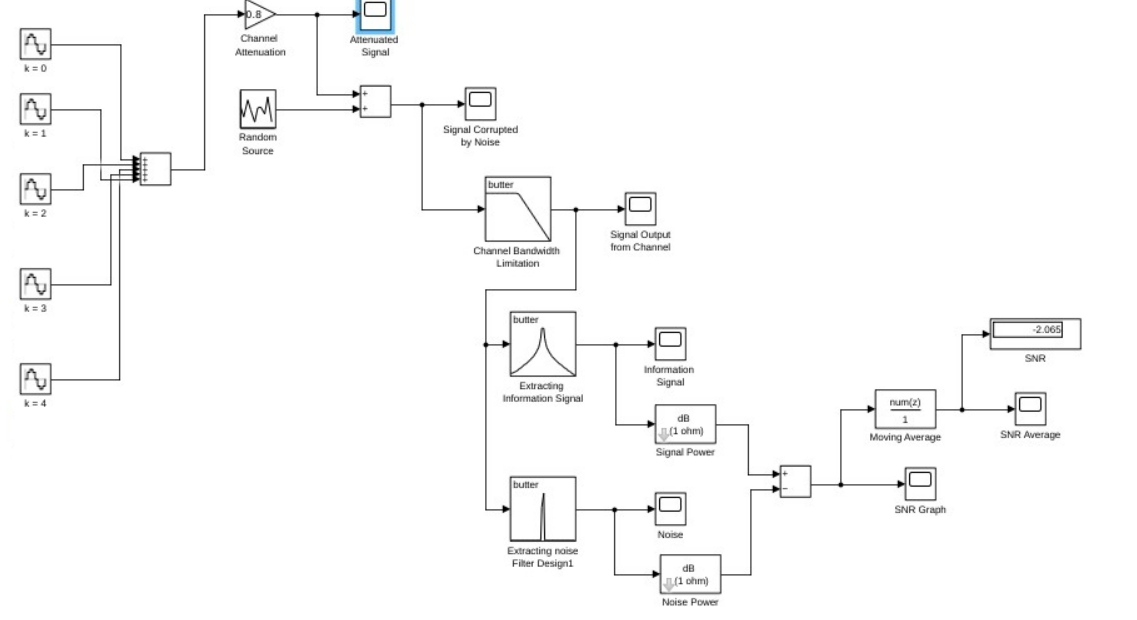 0.8
Channel
Attenuation
Attenuated
Signal
k = 0
k = 1
k = 2
k = 3
k = 4
+
+
+
+
+
Random
Source
+
+
Signal Corrupted
by Noise
butter
Channel Bandwidth
Limitation
Signal Output
from Channel
butter
Extracting
Information Signal
Information
Signal
dB
(1 ohm)
Signal Power
butter
Extracting noise
Filter Design1
Noise
dB
(1 ohm)
Noise Power
+
−
num(z)
1
Moving Average
-2.065
SNR
SNR Average
SNR Graph